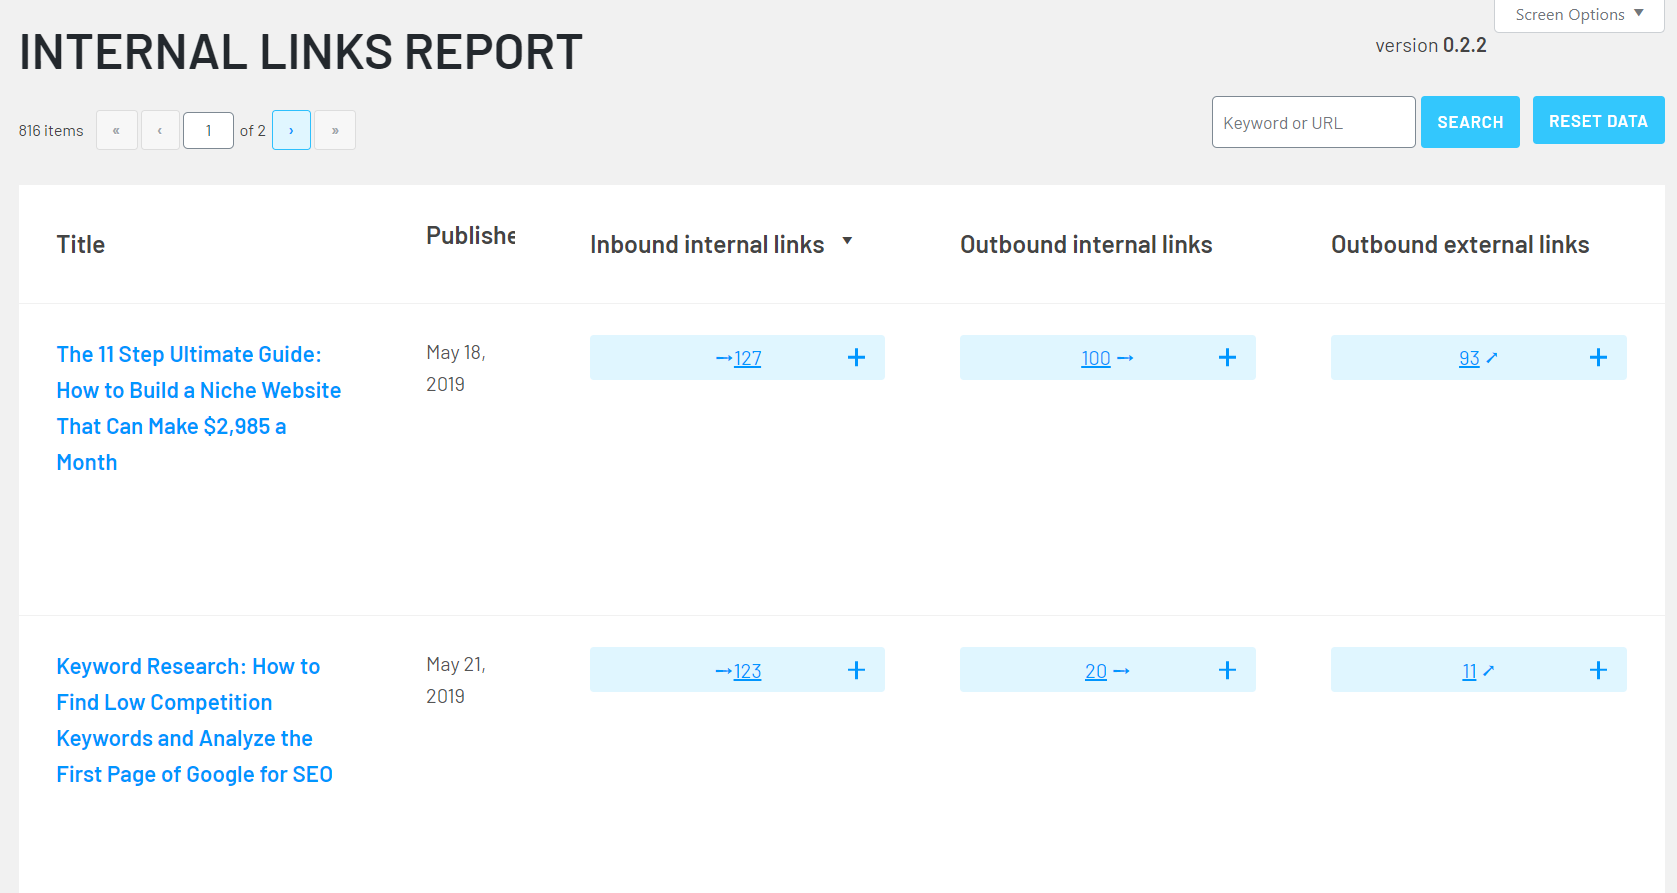 Screen Options ▼
INTERNAL LINKS REPORT
version 0.2.2
816 items « ‹ 1 of 2 › »
Keyword or URL SEARCH RESET DATA
Title Publishe Inbound internal links ▼ Outbound internal links Outbound external links
The 11 Step Ultimate Guide:
How to Build a Niche Website
That Can Make $2,985 a
Month
May 18,
2019
→127 +
100 → +
93 ↗ +
Keyword Research: How to
Find Low Competition
Keywords and Analyze the
First Page of Google for SEO
May 21,
2019
→123 +
20 → +
11 ↗ +